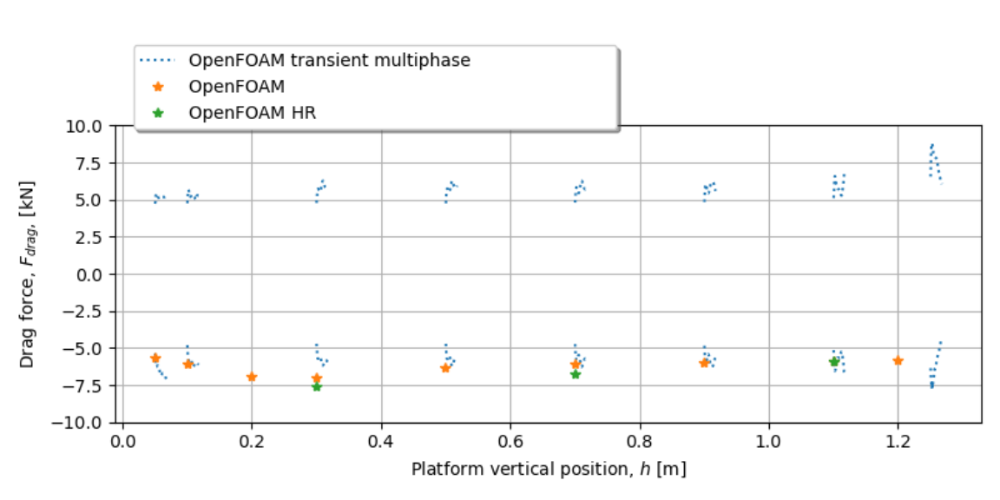 OpenFOAM transient multiphase
OpenFOAM
OpenFOAM HR
10.0
7.5
5.0
2.5
0.0
−2.5
−5.0
−7.5
−10.0
Drag force, F_drag, [kN]
0.0 0.2 0.4 0.6 0.8 1.0 1.2
Platform vertical position, h [m]